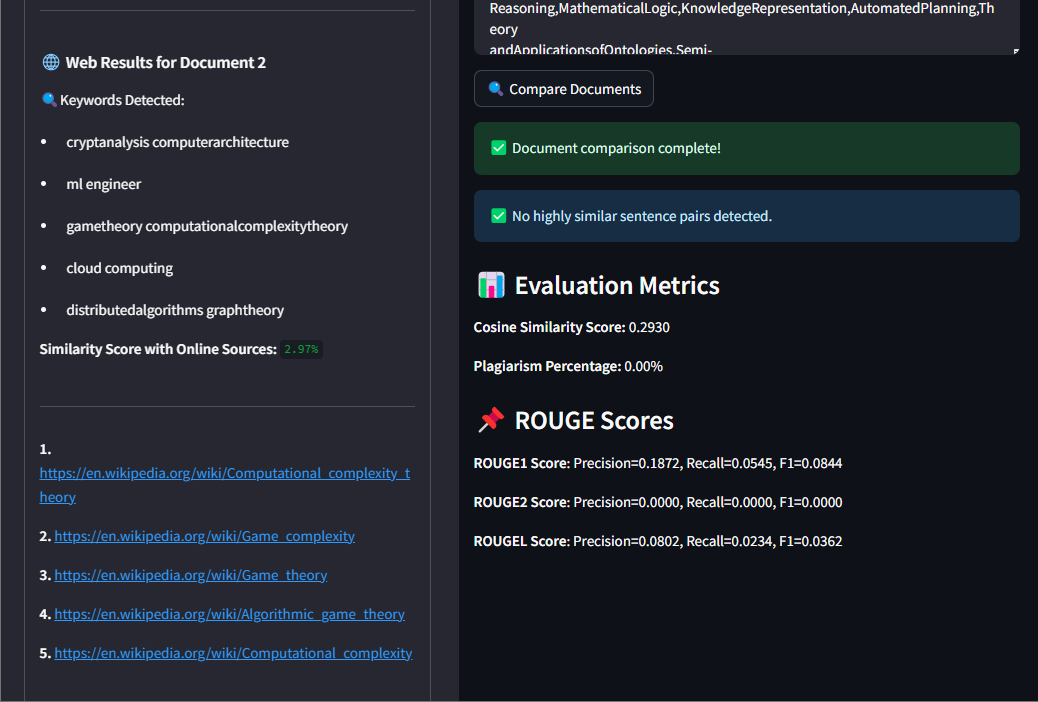 Web Results for Document 2
Keywords Detected:
cryptanalysis computerarchitecture
ml engineer
gametheory computationalcomplexitytheory
cloud computing
distributedalgorithms graphtheory
Similarity Score with Online Sources: 2.97%
1.
https://en.wikipedia.org/wiki/Computational_complexity_t
heory
2. https://en.wikipedia.org/wiki/Game_complexity
3. https://en.wikipedia.org/wiki/Game_theory
4. https://en.wikipedia.org/wiki/Algorithmic_game_theory
5. https://en.wikipedia.org/wiki/Computational_complexity
Reasoning,MathematicalLogic,KnowledgeRepresentation,AutomatedPlanning,Th
eory
andApplicationsofOntologies,Semi-
Compare Documents
Document comparison complete!
No highly similar sentence pairs detected.
Evaluation Metrics
Cosine Similarity Score: 0.2930
Plagiarism Percentage: 0.00%
ROUGE Scores
ROUGE1 Score: Precision=0.1872, Recall=0.0545, F1=0.0844
ROUGE2 Score: Precision=0.0000, Recall=0.0000, F1=0.0000
ROUGEL Score: Precision=0.0802, Recall=0.0234, F1=0.0362